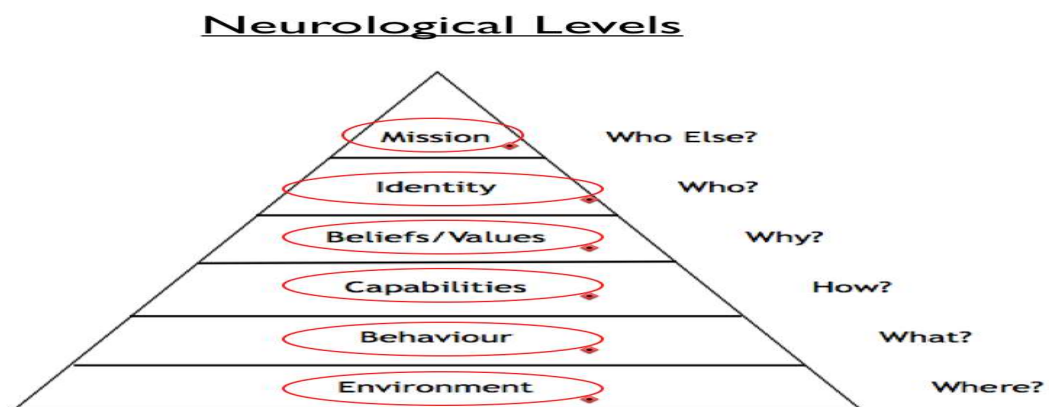 Neurological Levels
Mission Who Else?
Identity Who?
Beliefs/Values Why?
Capabilities How?
Behaviour What?
Environment Where?